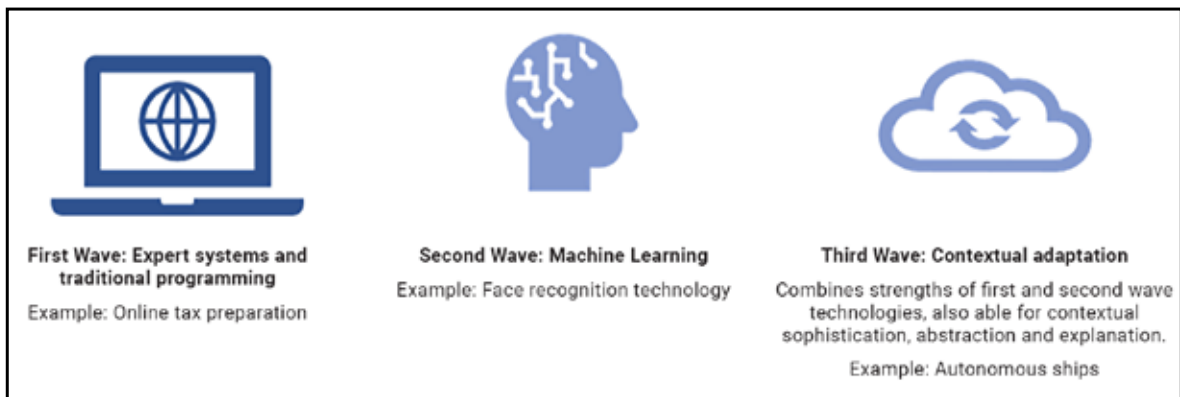 First Wave: Expert systems and
traditional programming
Example: Online tax preparation
Second Wave: Machine Learning
Example: Face recognition technology
Third Wave: Contextual adaptation
Combines strengths of first and second wave
technologies, also able for contextual
sophistication, abstraction and explanation.
Example: Autonomous ships